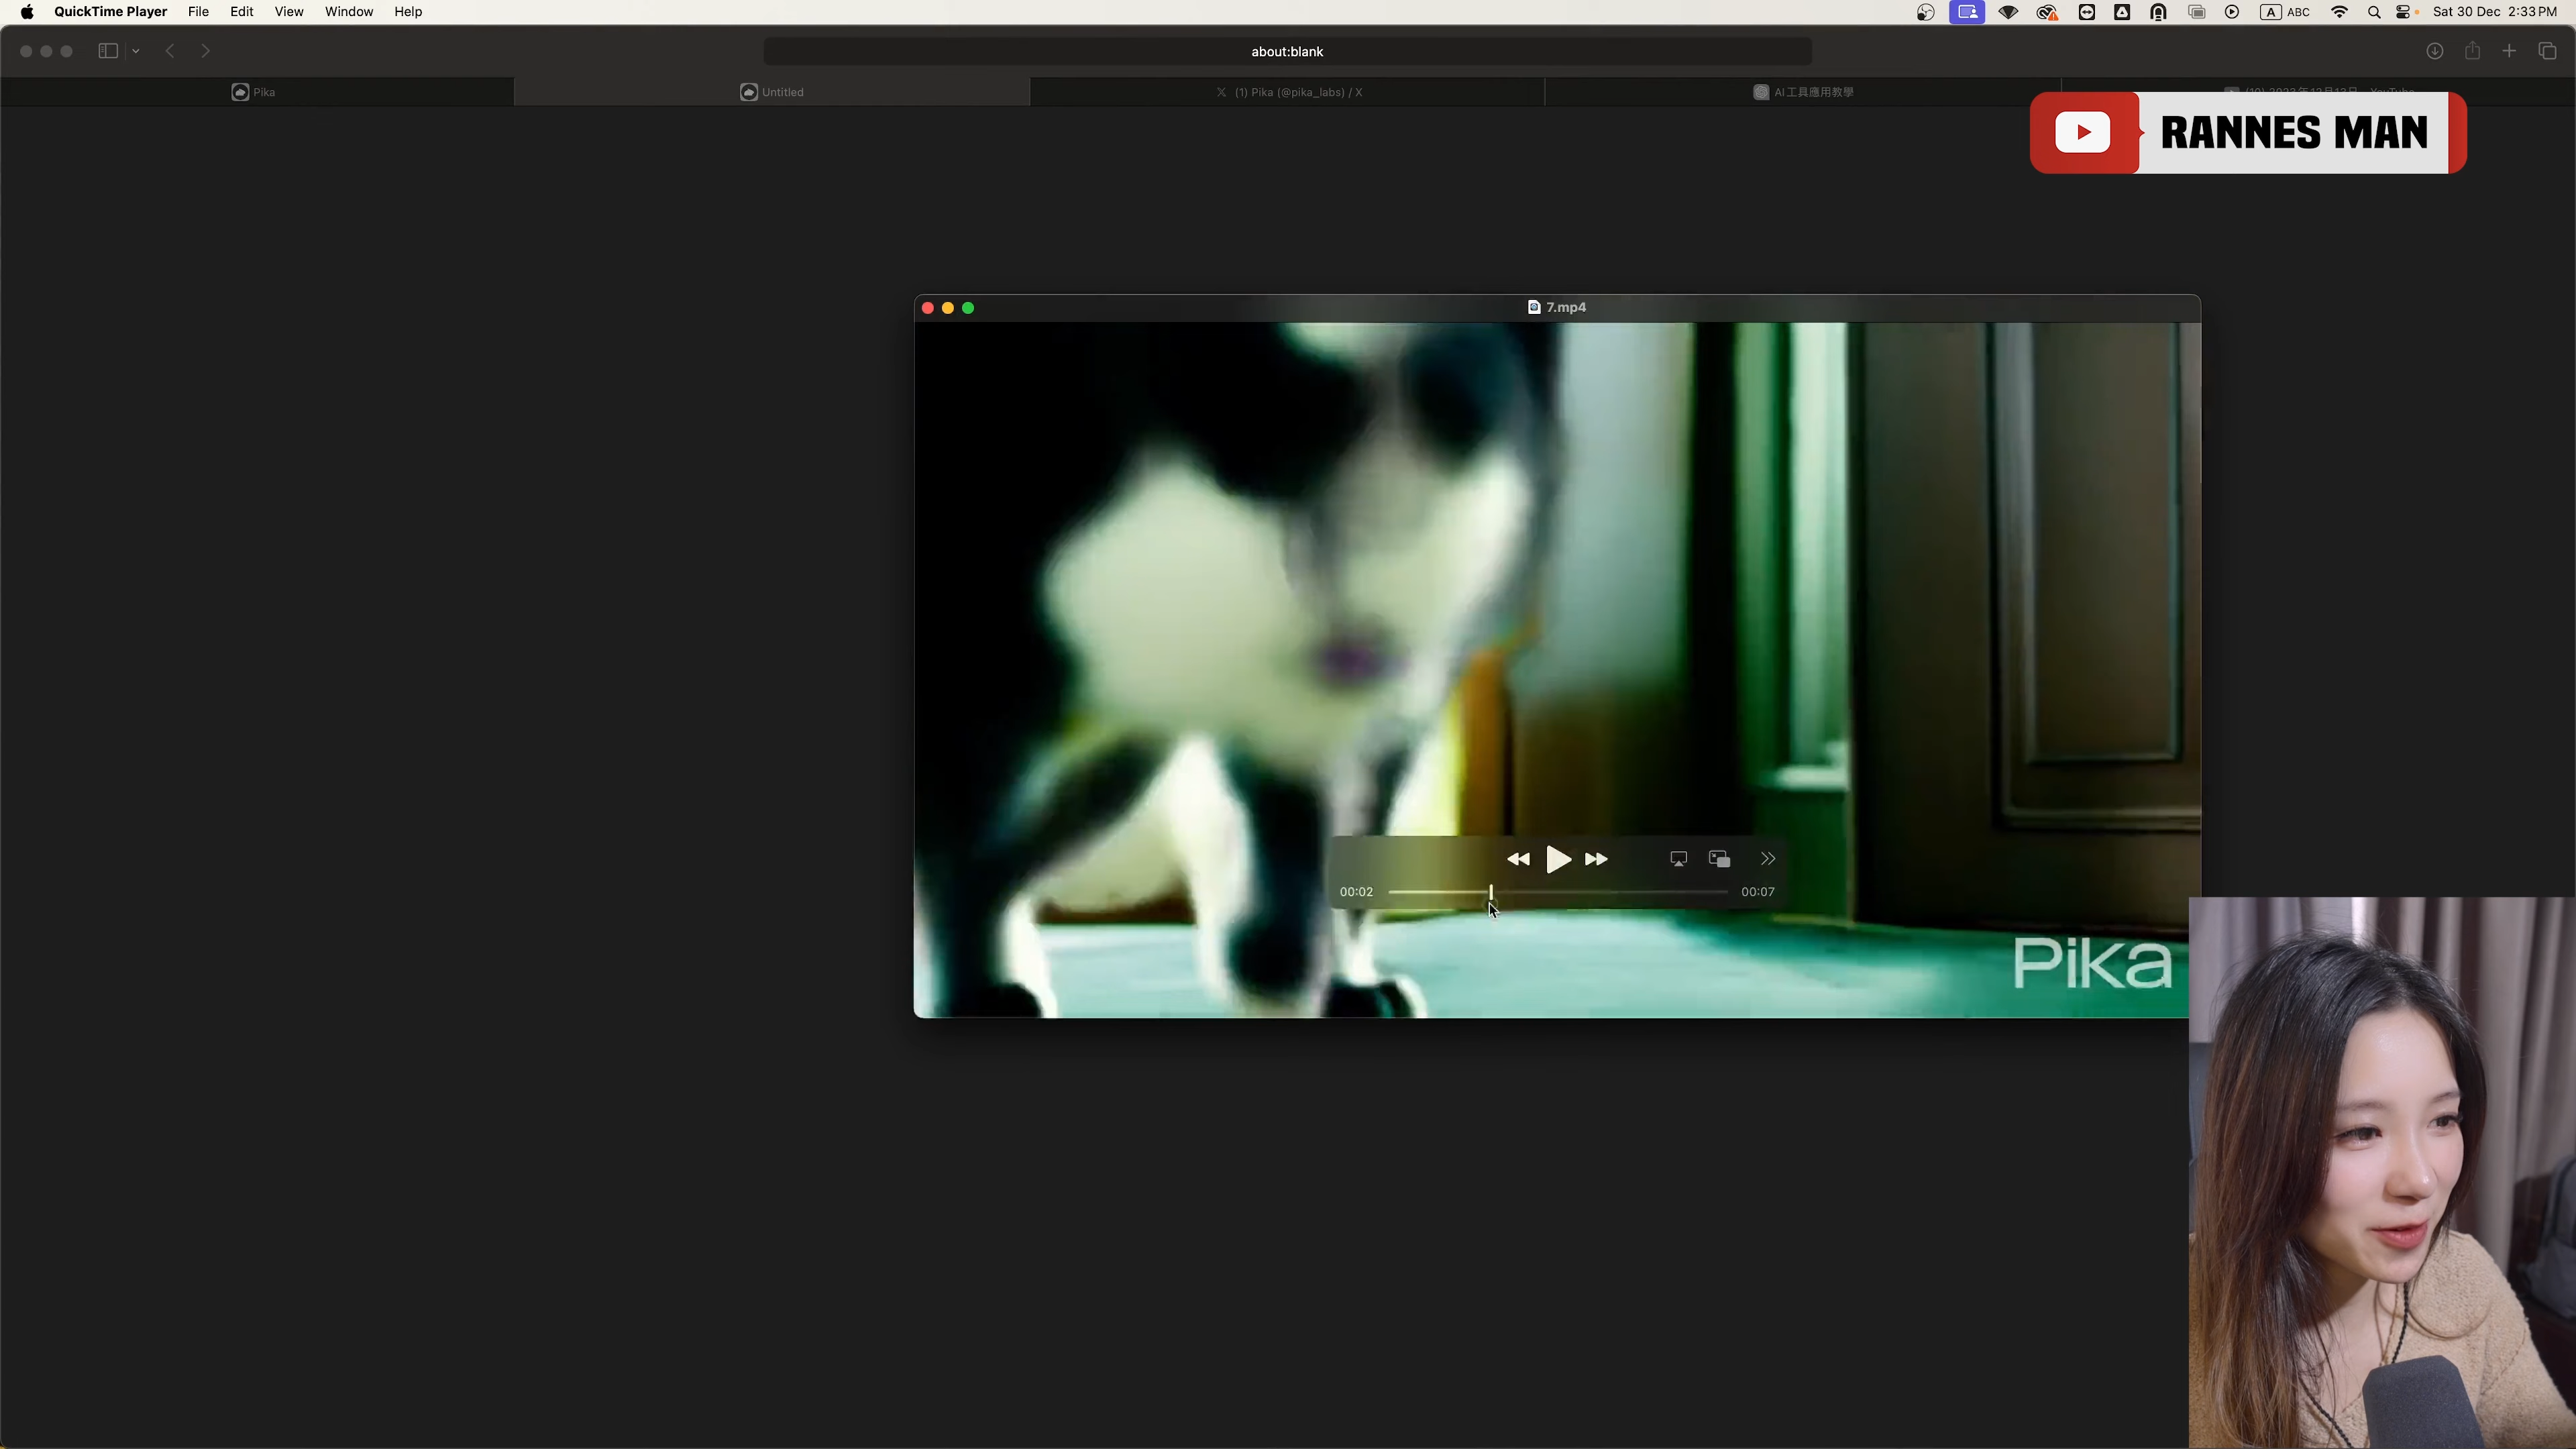 QuickTime Player File Edit View Window Help
A ABC Sat 30 Dec 2:33 PM
about:blank
Pika
Untitled
(1) Pika (@pika_labs) / X
AI工具應用教學
RANNES MAN
7.mp4
00:02
00:07
Pika